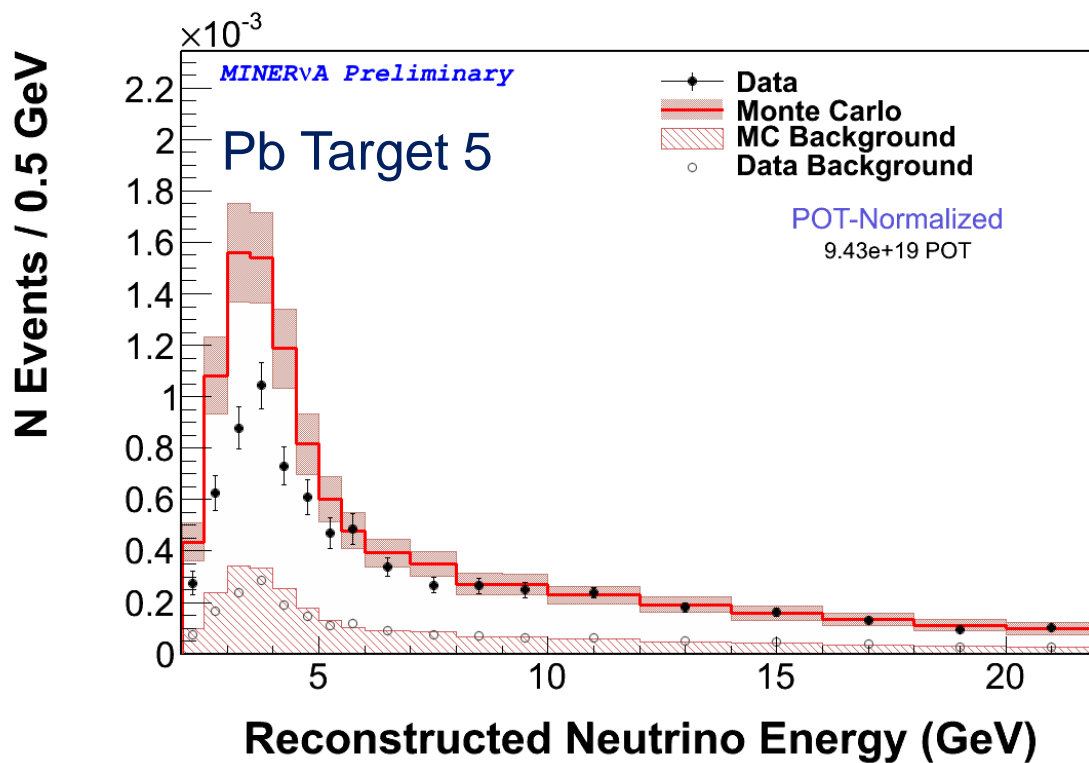 ×10⁻³
MINERνA Preliminary
Pb Target 5
Data
Monte Carlo
MC Background
Data Background
POT-Normalized
9.43e+19 POT
N Events / 0.5 GeV
2.2
2
1.8
1.6
1.4
1.2
1
0.8
0.6
0.4
0.2
0
5
10
15
20
Reconstructed Neutrino Energy (GeV)